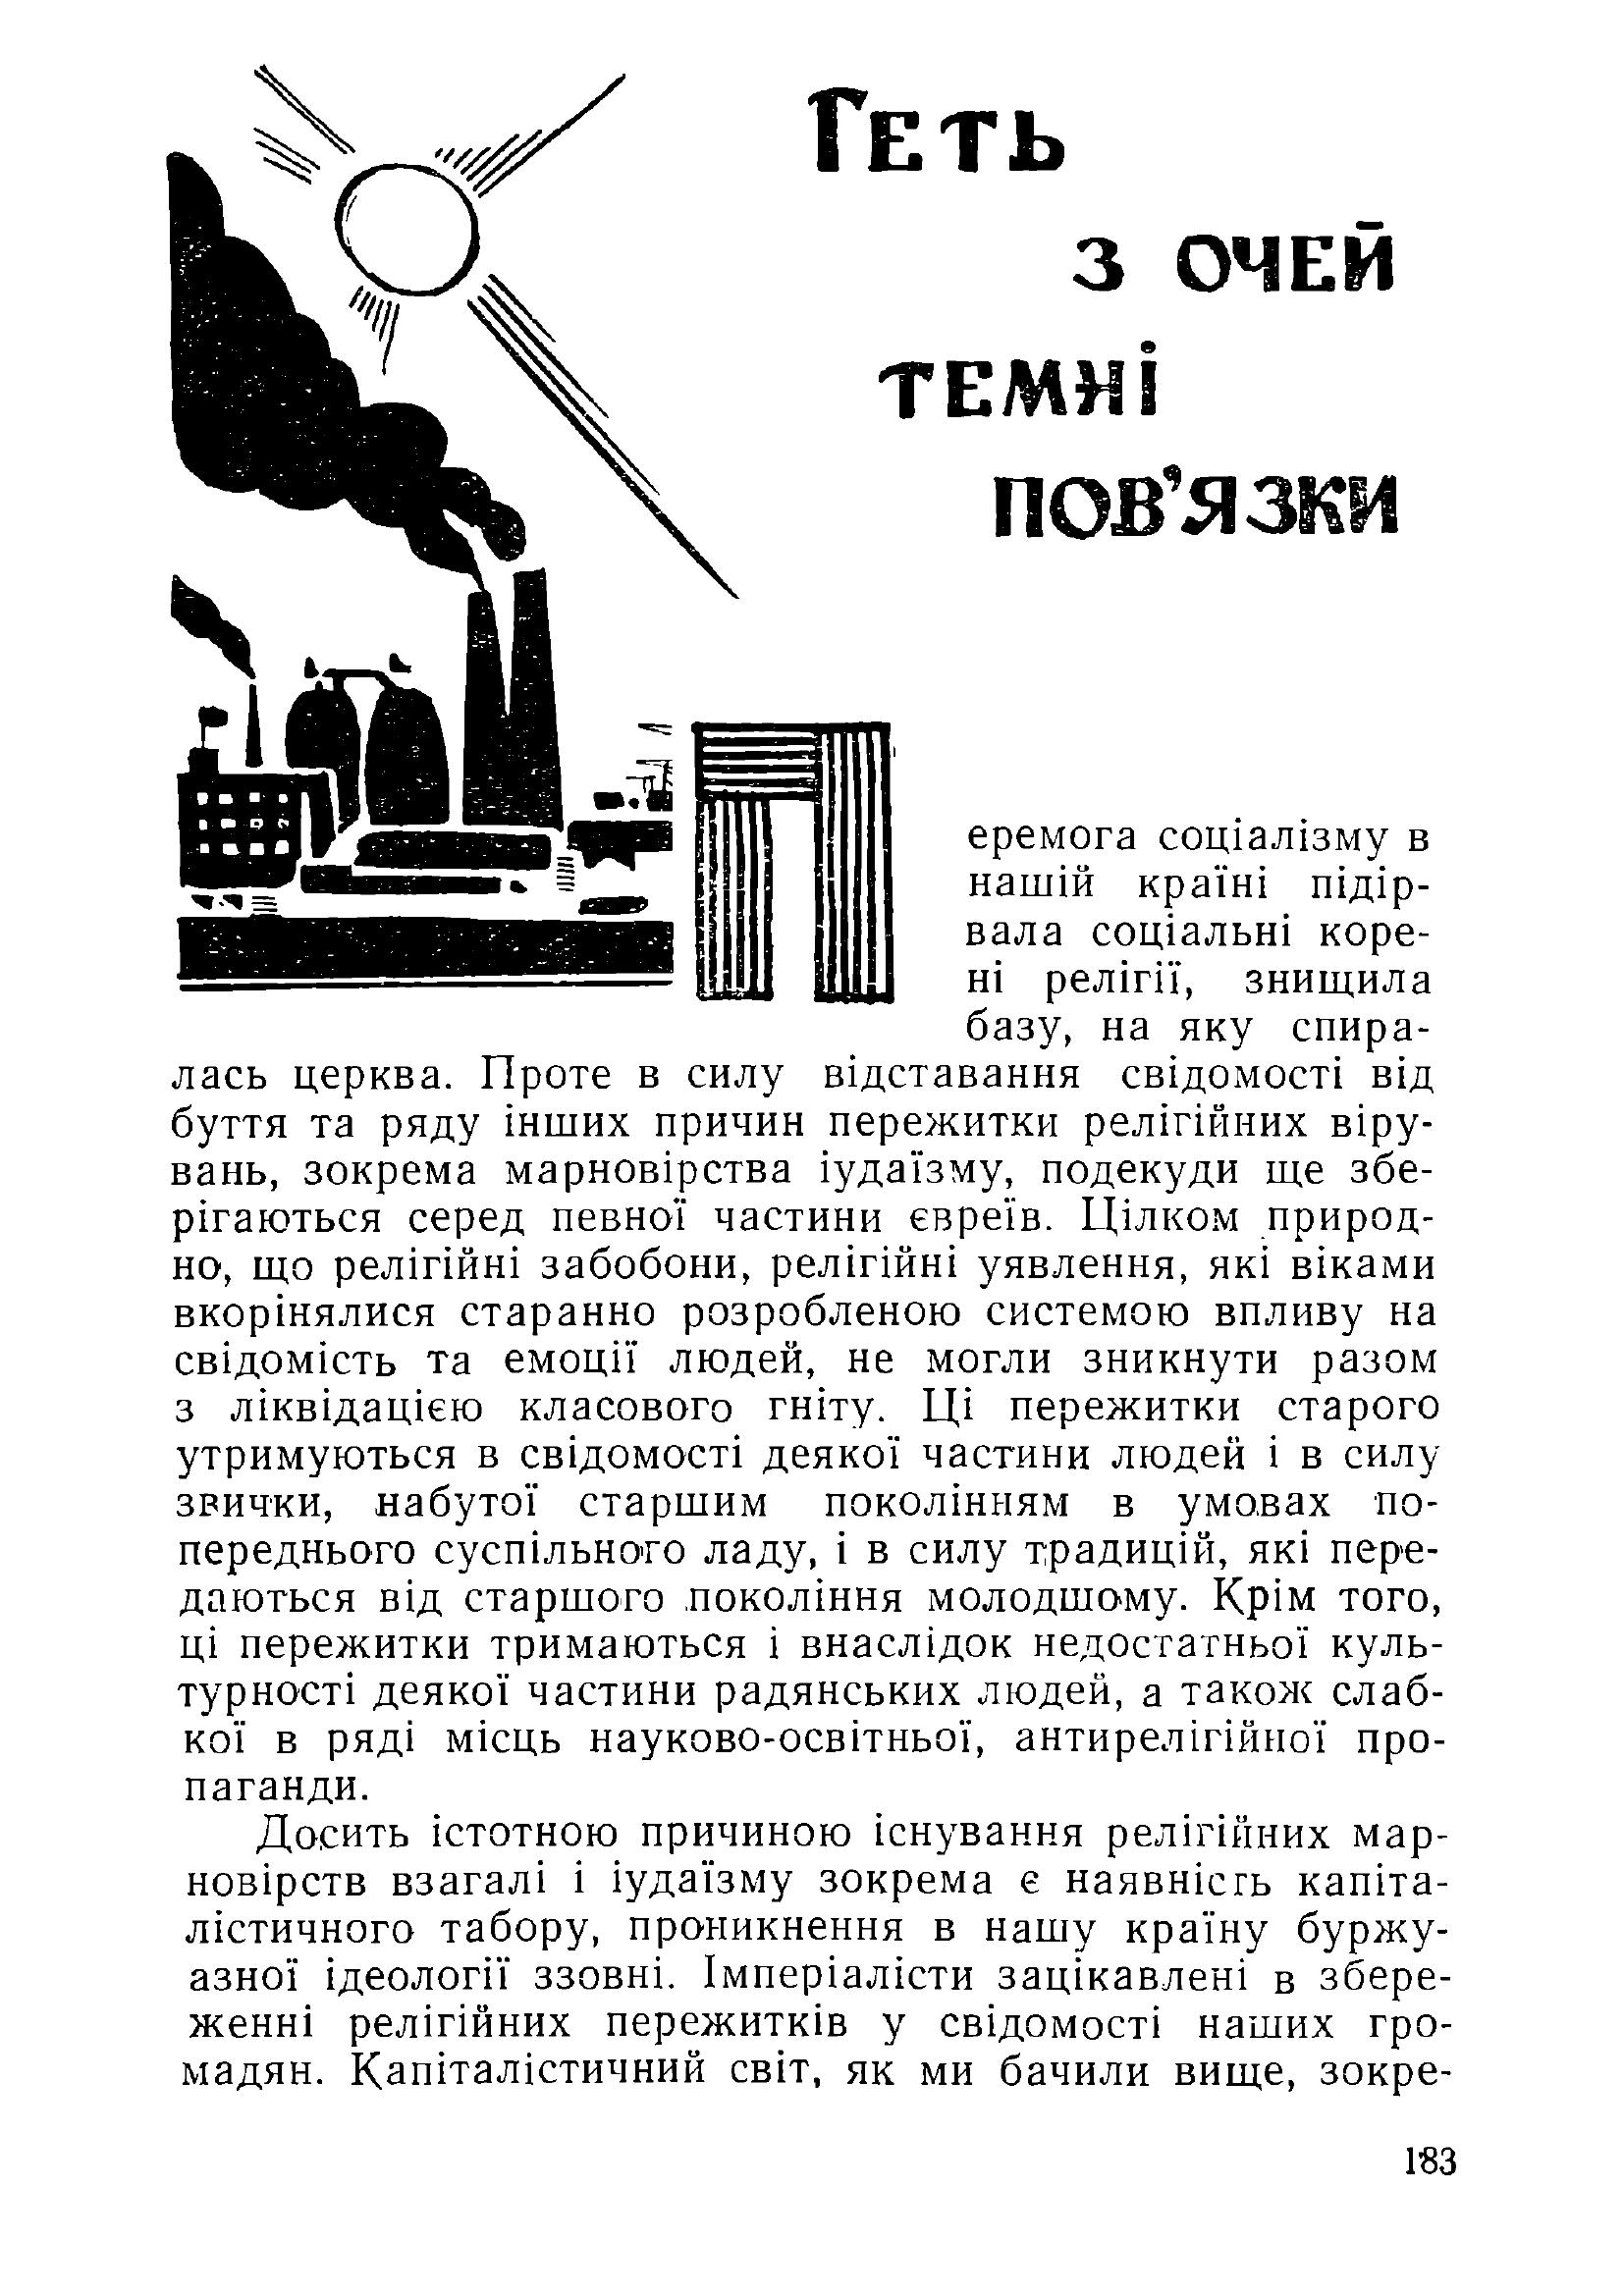 Геть
з очей
темні
пов’язки
Перемога соціалізму в
нашій країні підір-
вала соціальні коре-
ні релігії, знищила
базу, на яку спира-
лась церква. Проте в силу відставання свідомості від
буття та ряду інших причин пережитки релігійних віру-
вань, зокрема марновірства іудаїзму, подекуди ще збе-
рігаються серед певної частини євреїв. Цілком природ-
но, що релігійні забобони, релігійні уявлення, які віками
вкорінялися старанно розробленою системою впливу на
свідомість та емоції людей, не могли зникнути разом
з ліквідацією класового гніту. Ці пережитки старого
утримуються в свідомості деякої частини людей і в силу
звички, набутої старшим поколінням в умовах по-
переднього суспільного ладу, і в силу традицій, які пере-
даються від старшого покоління молодшому. Крім того,
ці пережитки тримаються і внаслідок недостатньої куль-
турності деякої частини радянських людей, а також слаб-
кої в ряді місць науково-освітньої, антирелігійної про-
паганди.
Досить істотною причиною існування релігійних мар-
новірств взагалі і іудаїзму зокрема є наявність капіта-
лістичного табору, проникнення в нашу країну буржу-
азної ідеології ззовні. Імперіалісти зацікавлені в збере-
женні релігійних пережитків у свідомості наших гро-
мадян. Капіталістичний світ, як ми бачили вище, зокре-
183